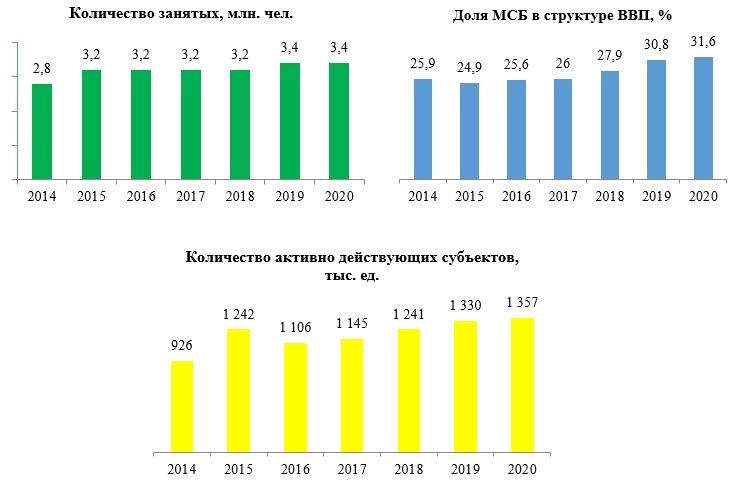 Количество занятых, млн. чел.
2,8 3,2 3,2 3,2 3,2 3,4 3,4
2014 2015 2016 2017 2018 2019 2020
Доля МСБ в структуре ВВП, %
25,9 24,9 25,6 26 27,9 30,8 31,6
2014 2015 2016 2017 2018 2019 2020
Количество активно действующих субъектов,
тыс. ед.
926 1 242 1 106 1 145 1 241 1 330 1 357
2014 2015 2016 2017 2018 2019 2020